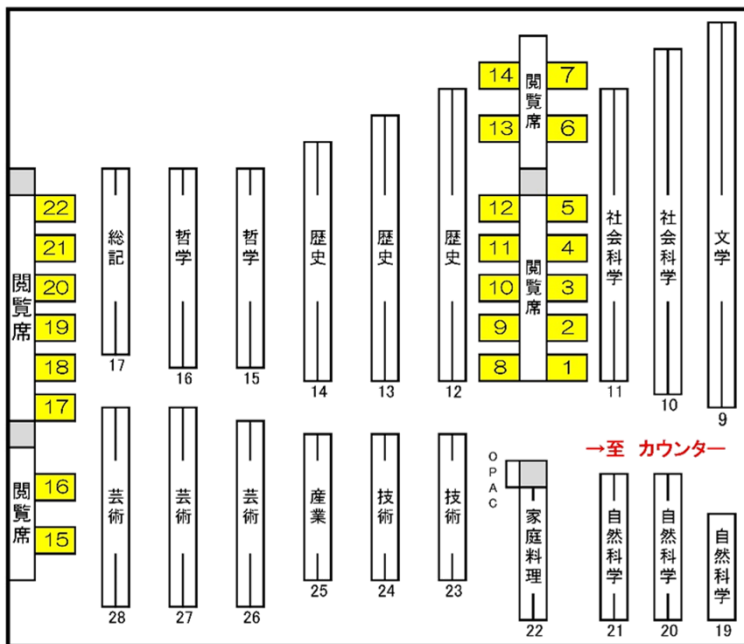 14
閲覧席
7
13
6
12
5
11
4
10
閲覧席
3
9
2
8
1
22
21
20
閲覧席
19
18
17
総記
17
哲学
16
哲学
15
歴史
14
歴史
13
歴史
12
社会科学
11
社会科学
10
文学
9
→至 カウンター
閲覧席
16
15
芸術
28
芸術
27
芸術
26
産業
25
技術
24
技術
23
OPAC
家庭料理
22
自然科学
21
自然科学
20
自然科学
19